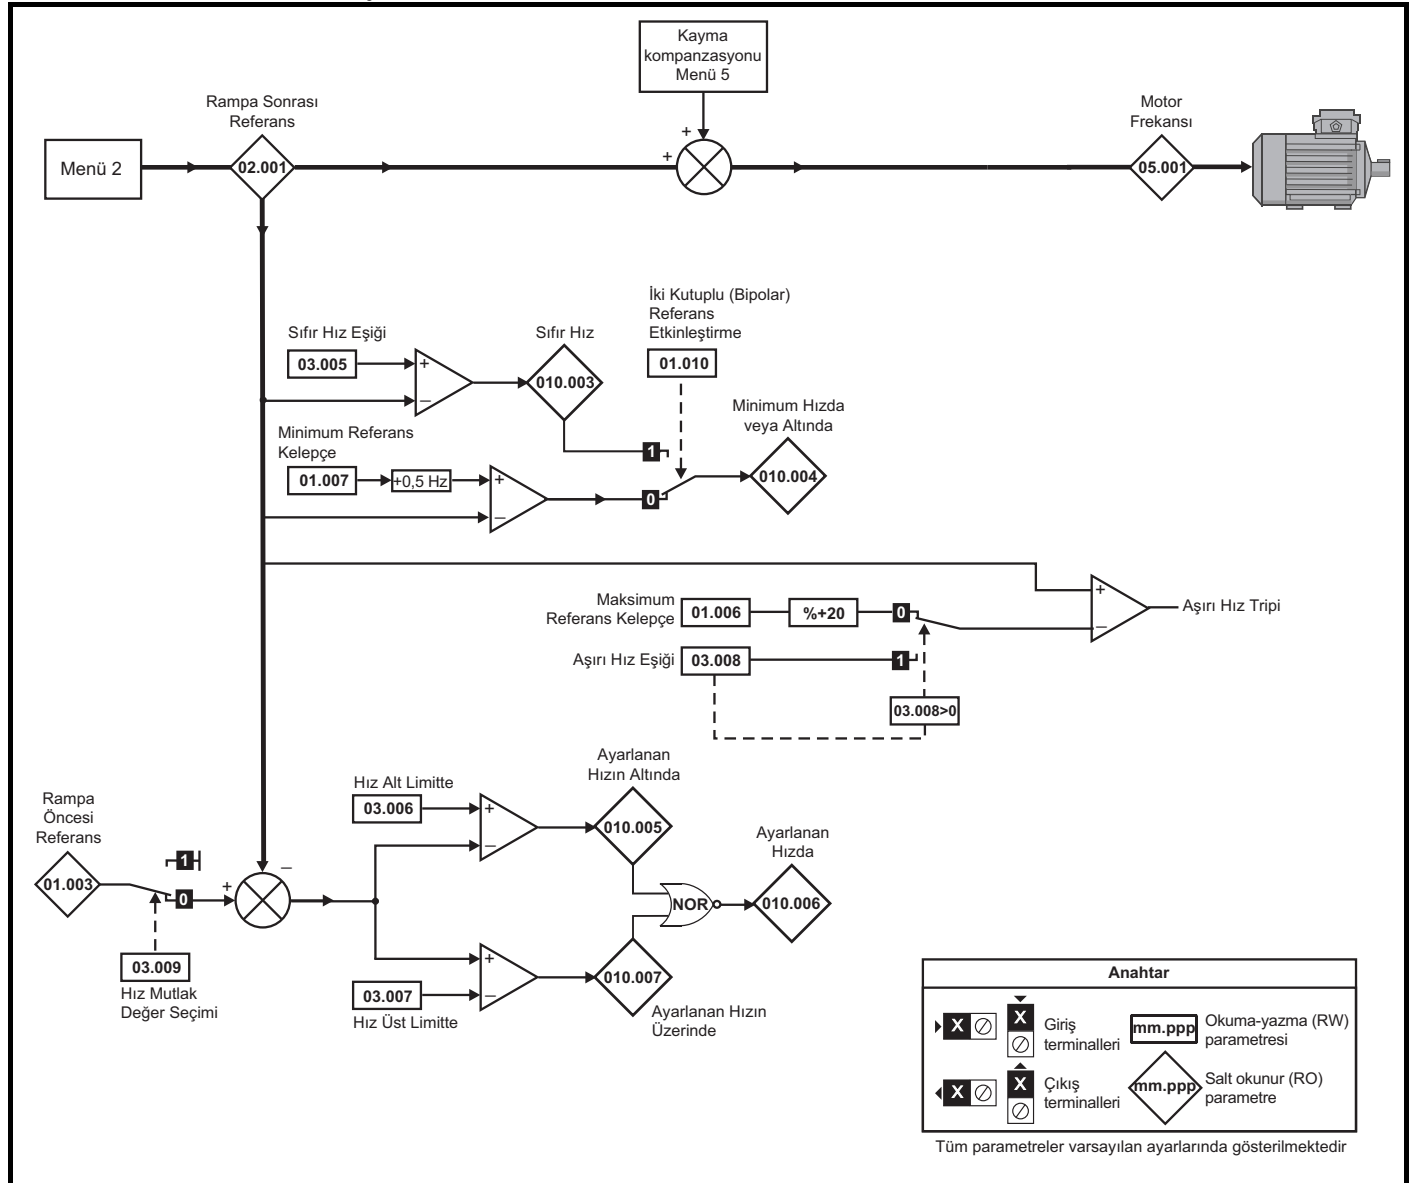 Kayma
kompanzasyonu
Menü 5
Rampa Sonrası
Referans
Motor
Frekansı
Menü 2
02.001
+
+
05.001
İki Kutuplu (Bipolar)
Referans
Etkinleştirme
01.010
Sıfır Hız Eşiği
03.005
+
–
Sıfır Hız
010.003
Minimum Hızda
veya Altında
010.004
Minimum Referans
Kelepçe
01.007
+0,5 Hz
+
–
1
0
Maksimum
Referans Kelepçe
01.006
%+20
0
+
–
Aşırı Hız Tripi
Aşırı Hız Eşiği
03.008
1
03.008>0
Ayarlanan
Hızın Altında
Hız Alt Limitte
03.006
+
–
010.005
Rampa
Öncesi
Referans
01.003
1
0
+
–
03.009
Hız Mutlak
Değer Seçimi
NOR
Ayarlanan
Hızda
010.006
+
–
03.007
Hız Üst Limitte
010.007
Ayarlanan Hızın
Üzerinde
Anahtar
X
X
Giriş
terminalleri
mm.ppp
Okuma-yazma (RW)
parametresi
X
X
Çıkış
terminalleri
mm.ppp
Salt okunur (RO)
parametre
Tüm parametreler varsayılan ayarlarında gösterilmektedir